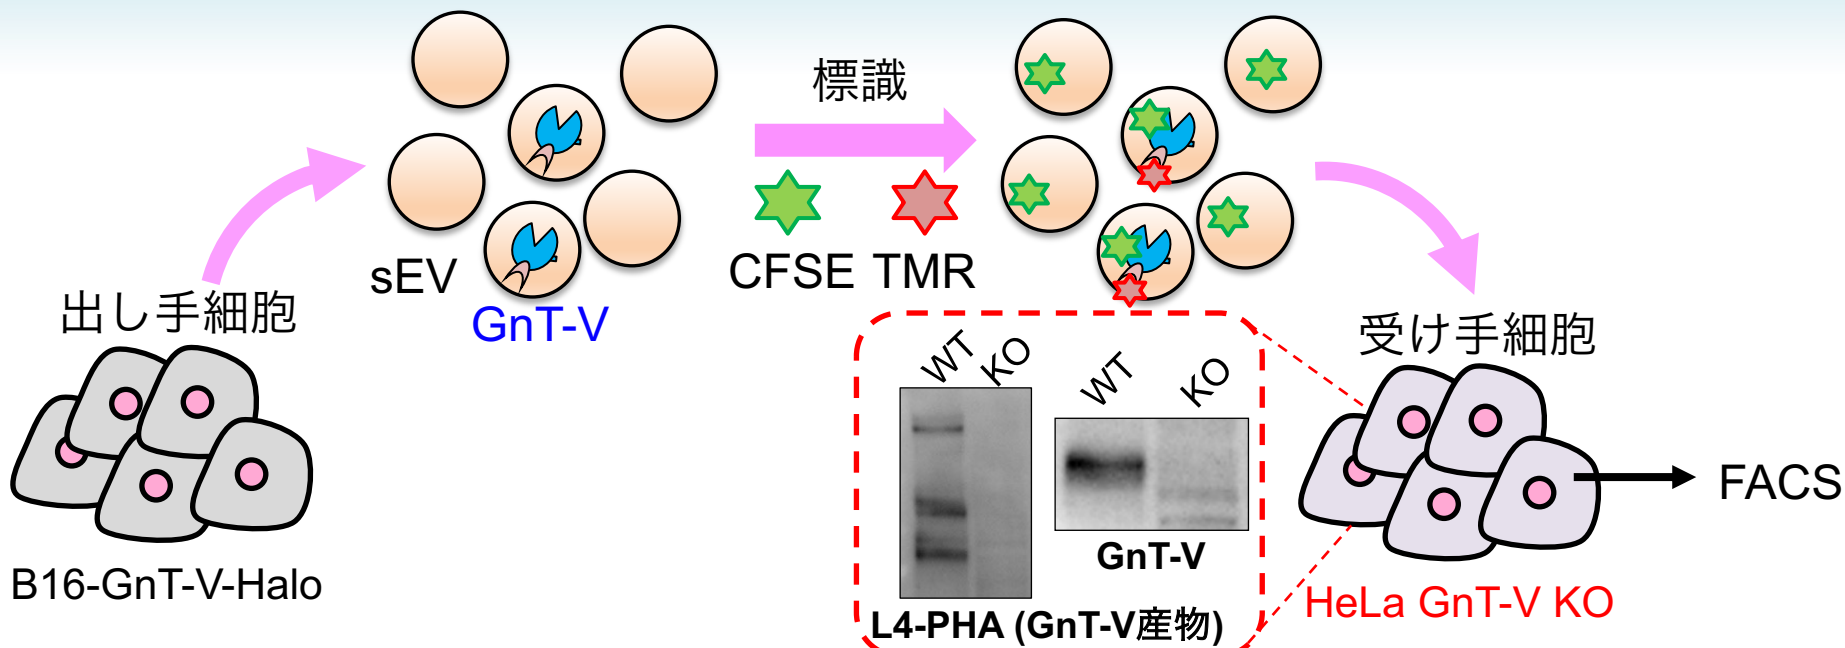 標識
CFSE TMR
sEV
GnT-V
出し手細胞
B16-GnT-V-Halo
WT KO
WT KO
GnT-V
L4-PHA (GnT-V産物)
受け手細胞
FACS
HeLa GnT-V KO